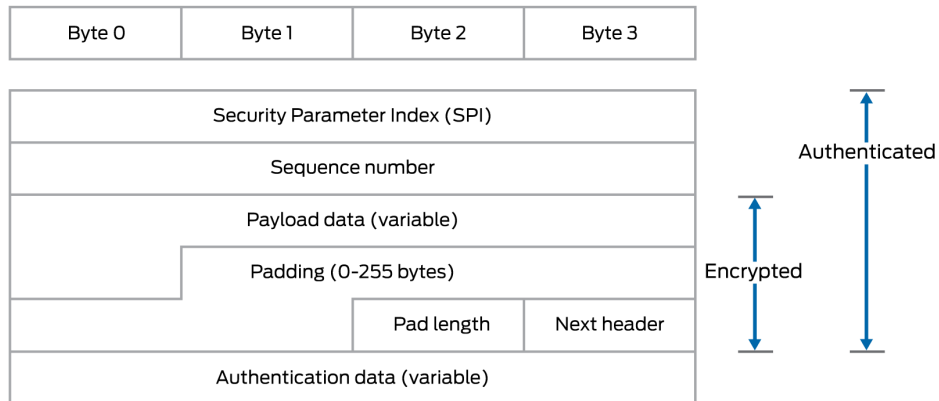 Byte 0
Byte 1
Byte 2
Byte 3
Security Parameter Index (SPI)
Sequence number
Authenticated
Payload data (variable)
Padding (0-255 bytes)
Encrypted
Pad length
Next header
Authentication data (variable)